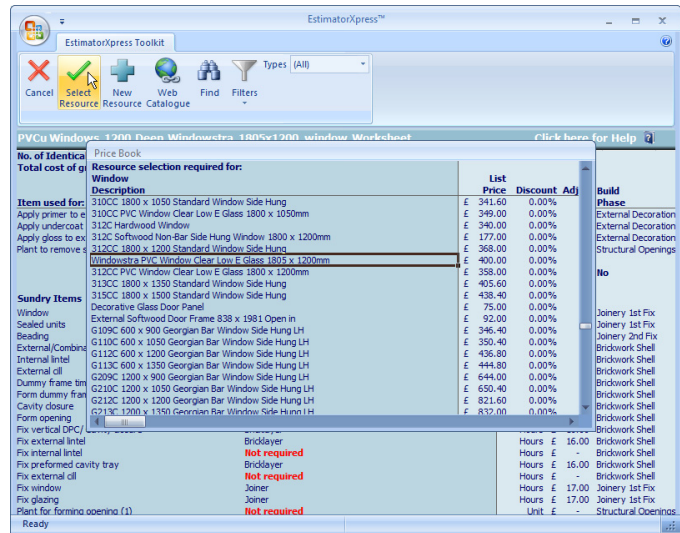 EstimatorXpress™
EstimatorXpress Toolkit
Types (All)
Cancel Select Resource New Resource Web Catalogue Find Filters
PVCu Windows 1200 Deep Windowstra 1805x1200 window Worksheet Click here for Help
No. of Identica
Total cost of g
Price Book
Resource selection required for:
Window List
Description Price Discount Adj
310CC 1800 x 1050 Standard Window Side Hung £ 341.60 0.00%
310CC PVC Window Clear Low E Glass 1800 x 1050mm £ 349.00 0.00%
312C Hardwood Window £ 340.00 0.00%
312C Softwood Non-Bar Side Hung Window 1800 x 1200mm £ 177.00 0.00%
312CC 1800 x 1200 Standard Window Side Hung £ 368.00 0.00%
Windowstra PVC Window Clear Low E Glass 1805 x 1200mm £ 400.00 0.00%
312CC PVC Window Clear Low E Glass 1800 x 1200mm £ 358.00 0.00%
313CC 1800 x 1350 Standard Window Side Hung £ 405.60 0.00%
315CC 1800 x 1500 Standard Window Side Hung £ 438.40 0.00%
Decorative Glass Door Panel £ 75.00 0.00%
External Softwood Door Frame 838 x 1981 Open in £ 92.00 0.00%
G109C 600 x 900 Georgian Bar Window Side Hung LH £ 346.40 0.00%
G110C 600 x 1050 Georgian Bar Window Side Hung LH £ 350.40 0.00%
G112C 600 x 1200 Georgian Bar Window Side Hung LH £ 436.80 0.00%
G113C 600 x 1350 Georgian Bar Window Side Hung LH £ 444.80 0.00%
G209C 1200 x 900 Georgian Bar Window Side Hung LH £ 644.00 0.00%
G210C 1200 x 1050 Georgian Bar Window Side Hung LH £ 650.40 0.00%
G212C 1200 x 1200 Georgian Bar Window Side Hung LH £ 821.60 0.00%
G213C 1200 x 1350 Georgian Bar Window Side Hung LH £ 832.00 0.00%
Build
Item used for: Phase
Apply primer to e External Decoration
Apply undercoat External Decoration
Apply gloss to ex External Decoration
Plant to remove s Structural Openings
No
Sundry Items
Window Joinery 1st Fix
Sealed units Joinery 1st Fix
Beading Joinery 2nd Fix
External/Combina Brickwork Shell
Internal lintel Brickwork Shell
External cill Brickwork Shell
Dummy frame tim Brickwork Shell
Form dummy fran Brickwork Shell
Cavity closure Brickwork Shell
Form opening Brickwork Shell
Fix vertical DPC/ Brickwork Shell
Fix external lintel Bricklayer Hours £ 16.00 Brickwork Shell
Fix internal lintel Not required Hours £ - Brickwork Shell
Fix preformed cavity tray Bricklayer Hours £ 16.00 Brickwork Shell
Fix external cill Not required Hours £ - Brickwork Shell
Fix window Joiner Hours £ 17.00 Joinery 1st Fix
Fix glazing Joiner Hours £ 17.00 Joinery 1st Fix
Plant for forming opening (1) Not required Unit £ - Structural Openings
Ready